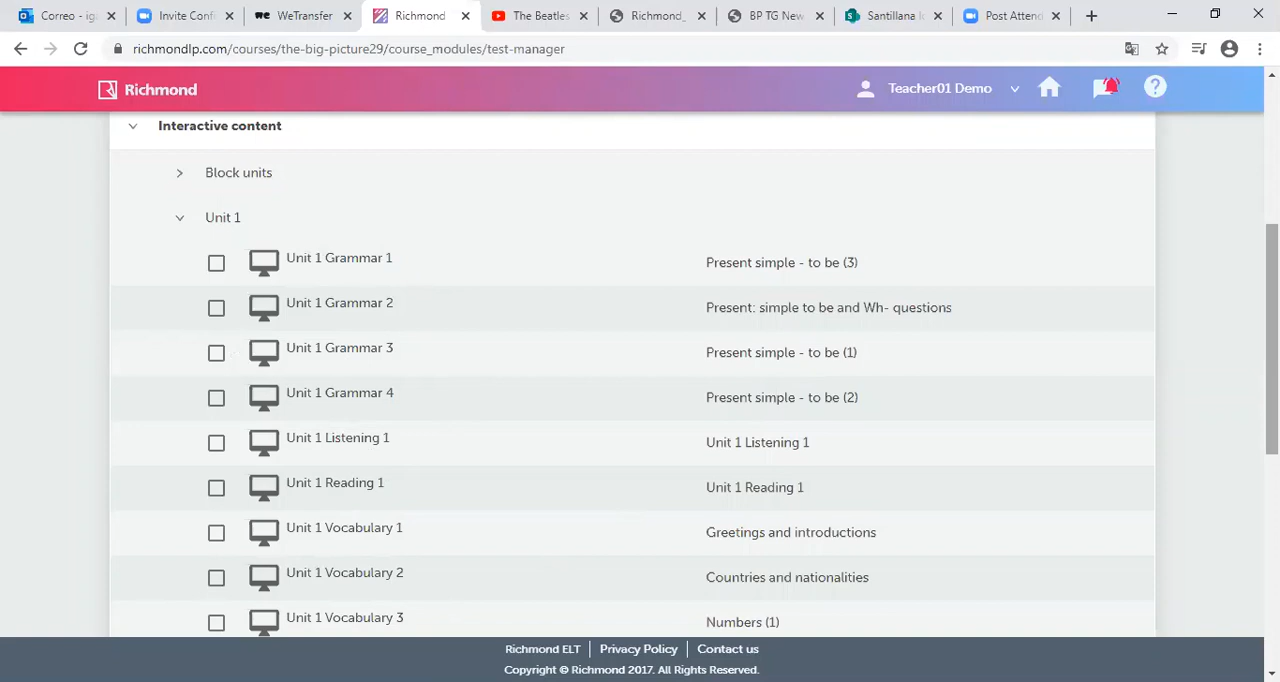 Correo - ig
Invite Confi
WeTransfer
Richmond
The Beatles
Richmond_
BP TG New
Santillana I
Post Attend
richmondlp.com/courses/the-big-picture29/course_modules/test-manager
Richmond
Teacher01 Demo
Interactive content
Block units
Unit 1
Unit 1 Grammar 1 Present simple - to be (3)
Unit 1 Grammar 2 Present: simple to be and Wh- questions
Unit 1 Grammar 3 Present simple - to be (1)
Unit 1 Grammar 4 Present simple - to be (2)
Unit 1 Listening 1 Unit 1 Listening 1
Unit 1 Reading 1 Unit 1 Reading 1
Unit 1 Vocabulary 1 Greetings and introductions
Unit 1 Vocabulary 2 Countries and nationalities
Unit 1 Vocabulary 3 Numbers (1)
Richmond ELT | Privacy Policy | Contact us
Copyright © Richmond 2017. All Rights Reserved.